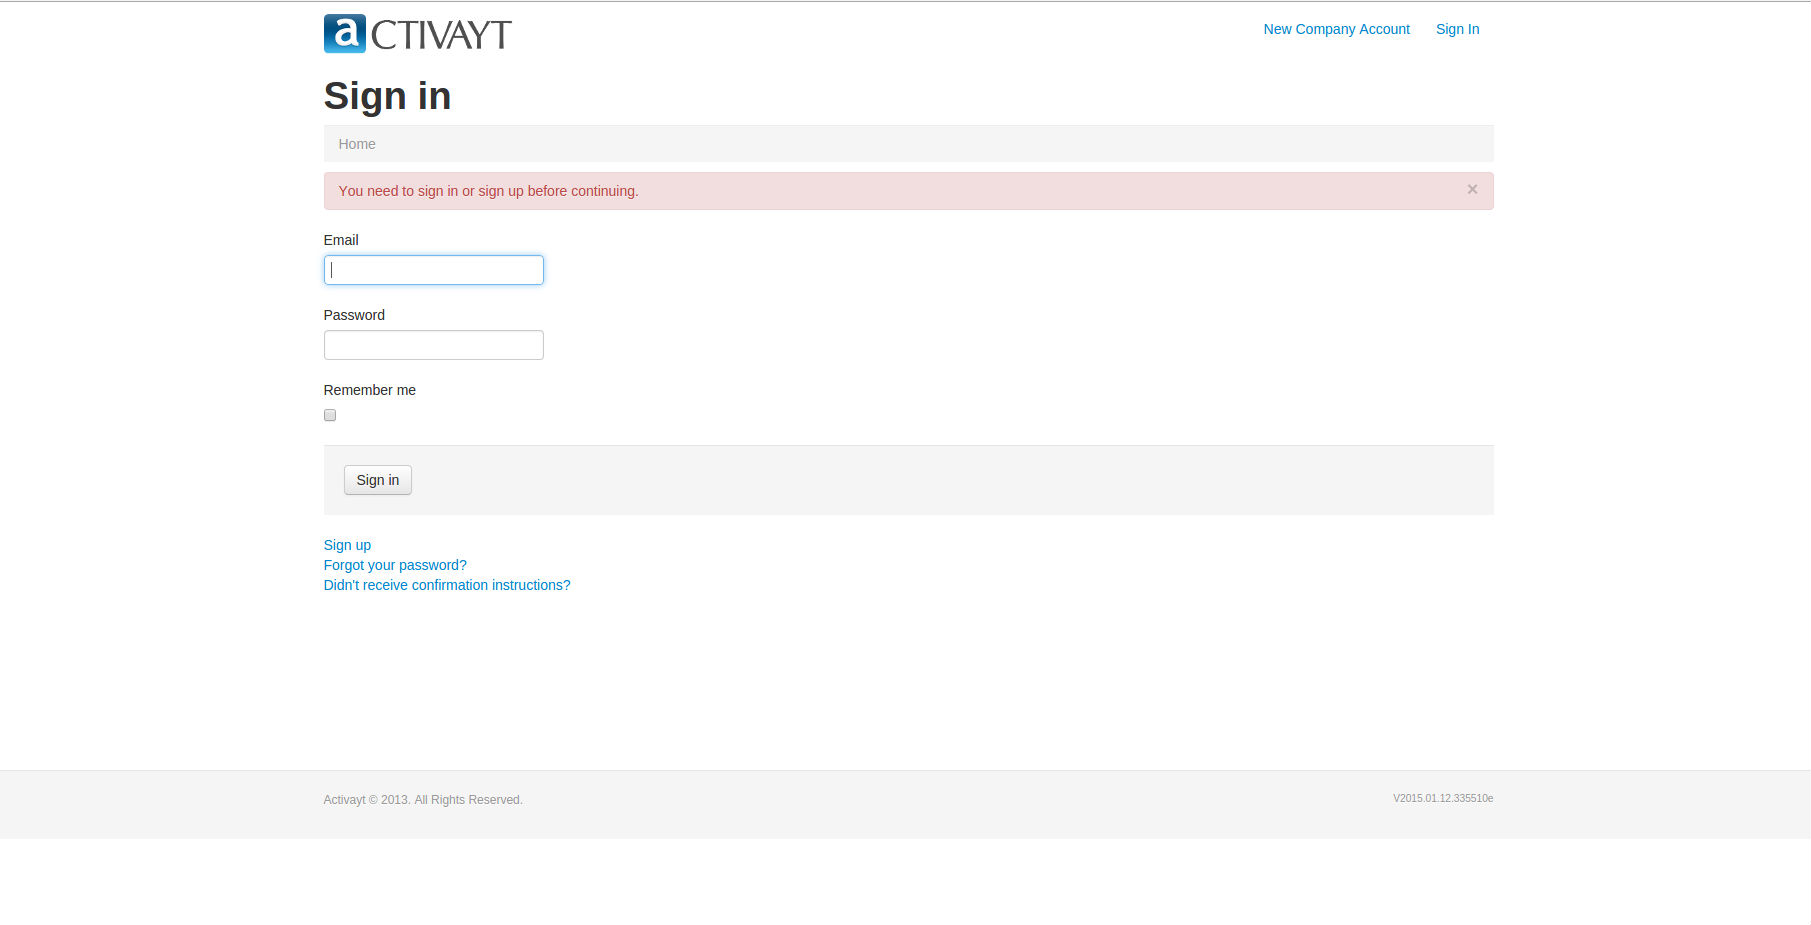 aCTIVAYT
New Company Account Sign In
Sign in
Home
You need to sign in or sign up before continuing. ×
Email
Password
Remember me
Sign in
Sign up
Forgot your password?
Didn't receive confirmation instructions?
Activayt © 2013. All Rights Reserved. V2015.01.12.335510e